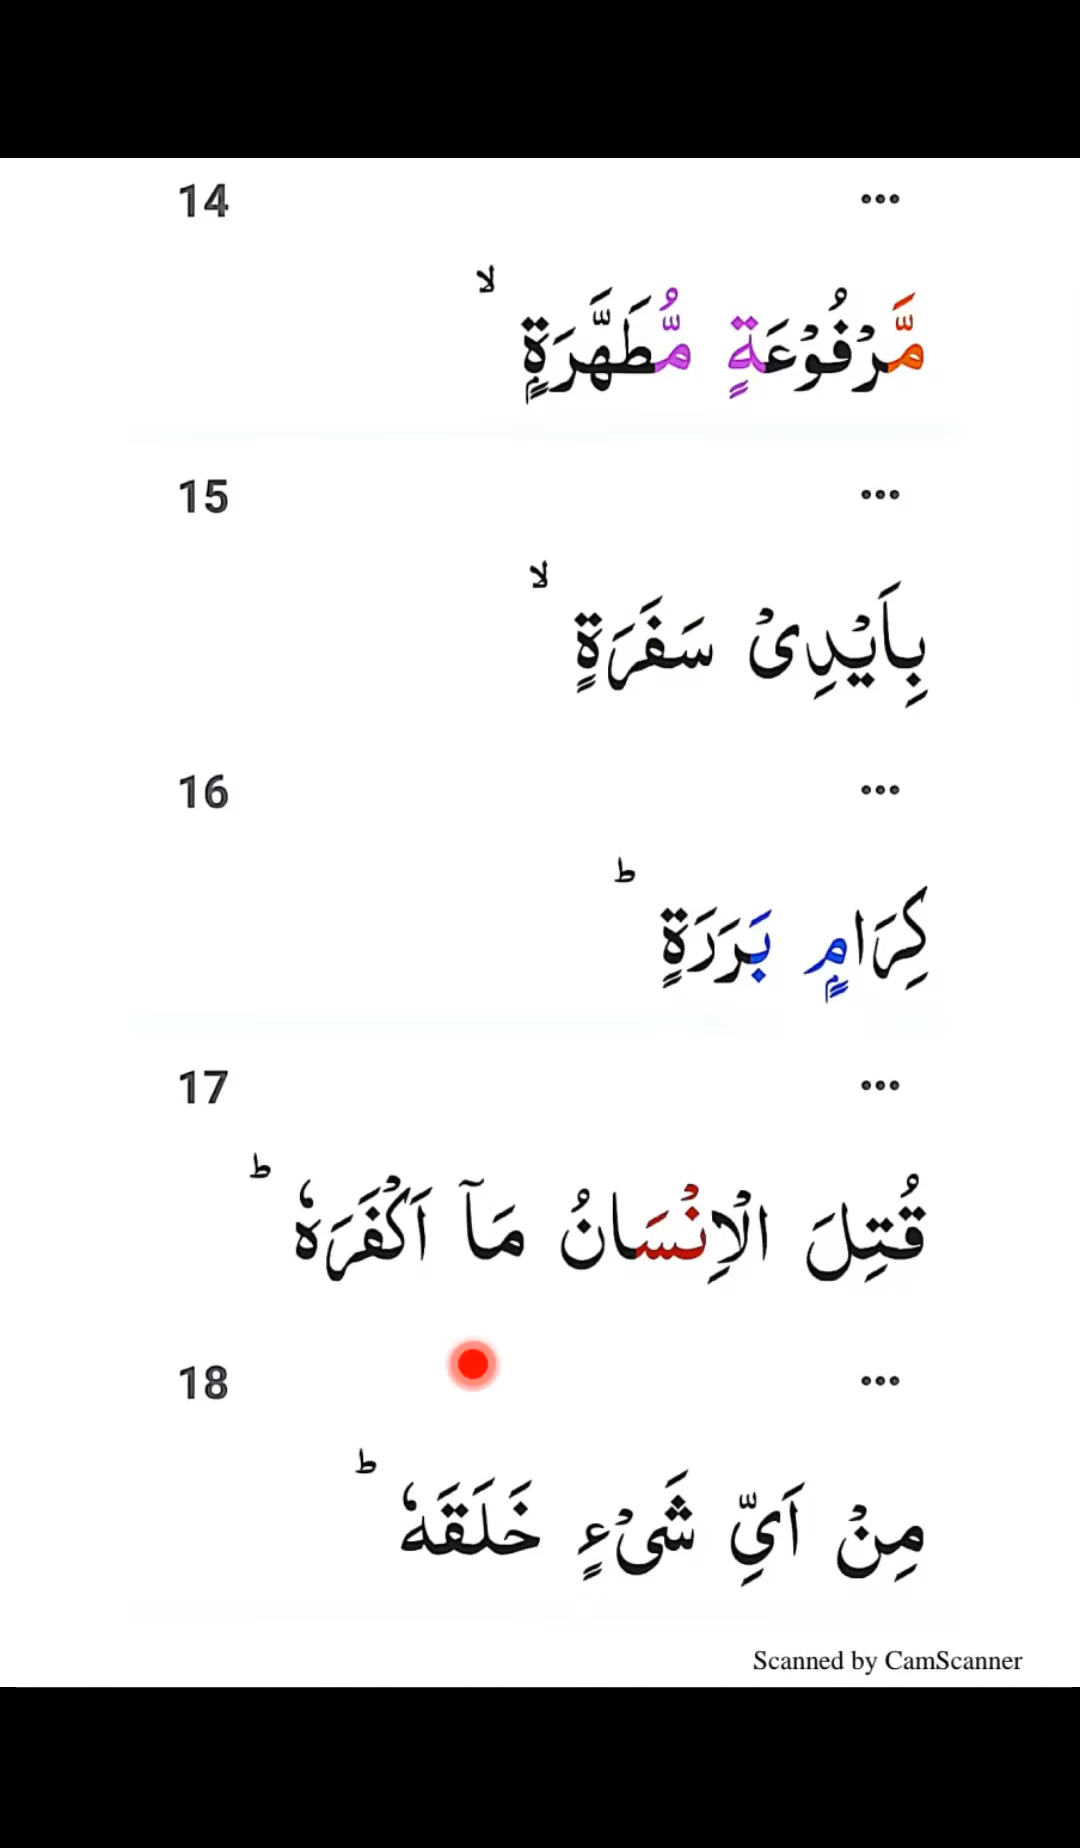 14 ...
مَّرْفُوْعَةٍ مُّطَهَّرَةٍۭ ۙ
15 ...
بِاَيْدِىْ سَفَرَةٍ ۙ
16 ...
كِرَامٍۭ بَرَرَةٍ ؕ
17 ...
قُتِلَ الْاِنْسَانُ مَاۤ اَكْفَرَهٗ ؕ
18 ...
مِنْ اَىِّ شَىْءٍ خَلَقَهٗ ؕ
Scanned by CamScanner